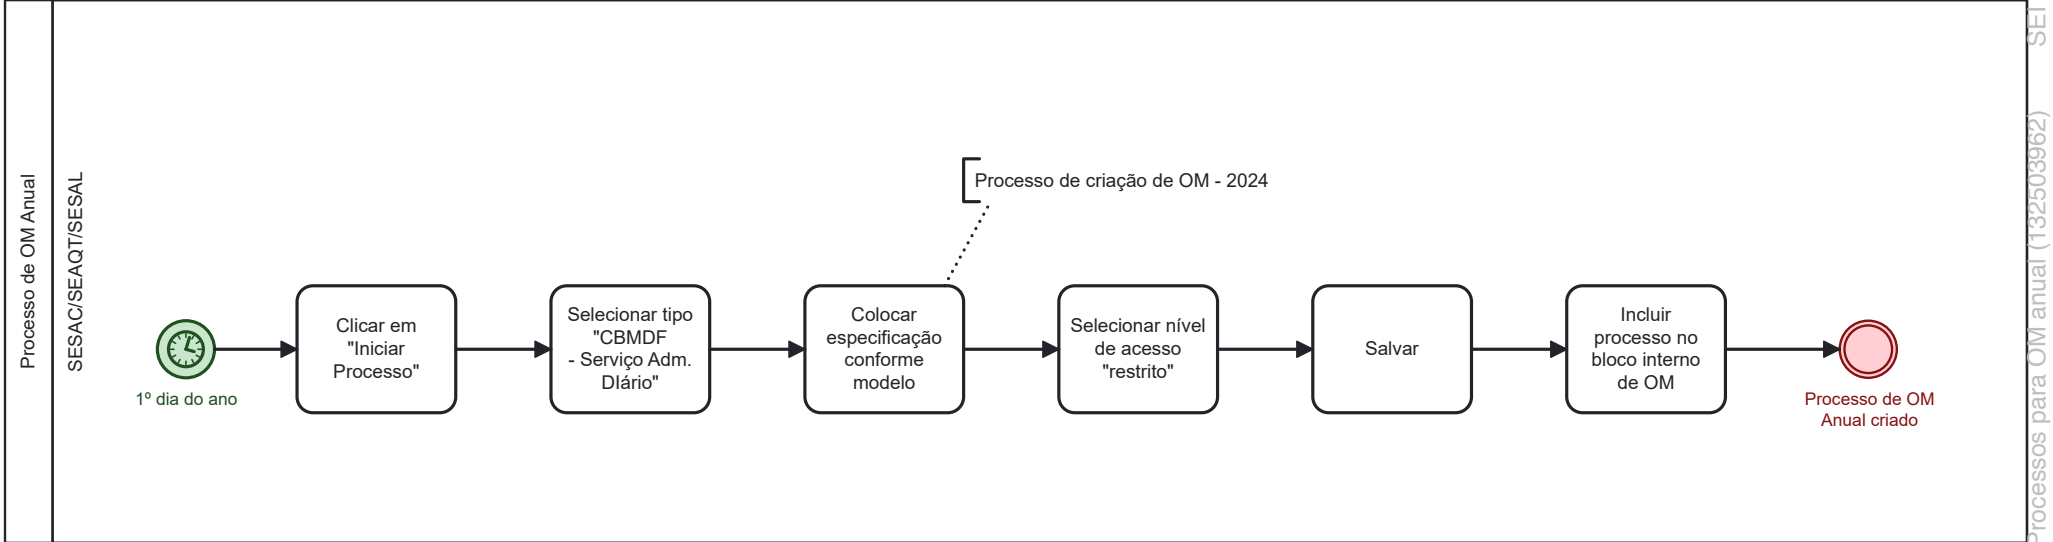 Processo de OM Anual
SESAC/SEAQT/SESAL
1º dia do ano
Clicar em
"Iniciar
Processo"
Selecionar tipo
"CBMDF
- Serviço Adm.
DIário"
Colocar
especificação
conforme
modelo
Processo de criação de OM - 2024
Selecionar nível
de acesso
"restrito"
Salvar
Incluir
processo no
bloco interno
de OM
Processo de OM
Anual criado
Processos para OM anual (132503962)
SEI